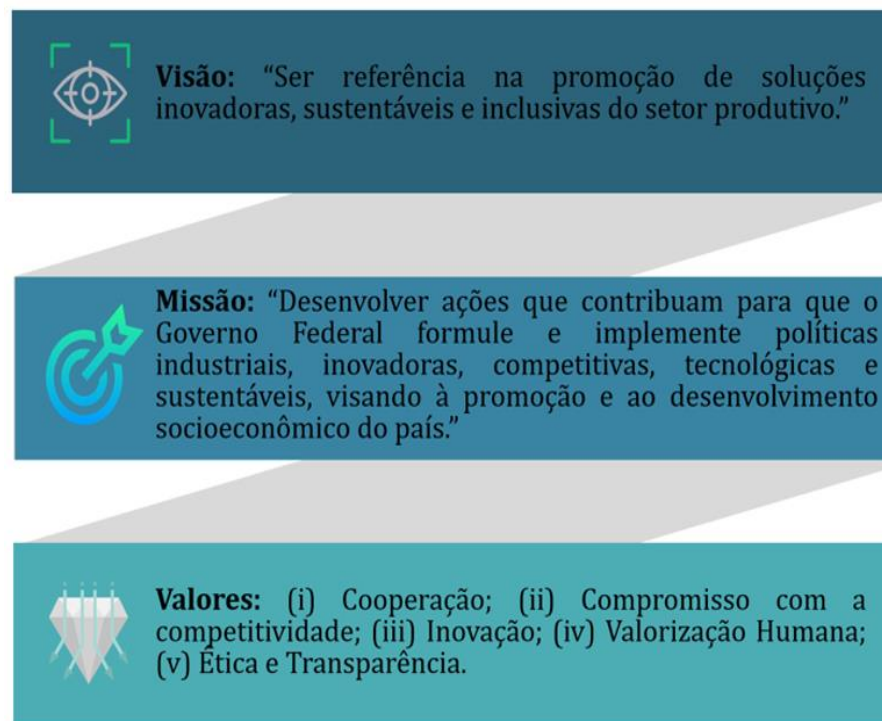 Visão: “Ser referência na promoção de soluções
inovadoras, sustentáveis e inclusivas do setor produtivo.”
Missão: “Desenvolver ações que contribuam para que o
Governo Federal formule e implemente políticas
industriais, inovadoras, competitivas, tecnológicas e
sustentáveis, visando à promoção e ao desenvolvimento
socioeconômico do país.”
Valores: (i) Cooperação; (ii) Compromisso com a
competitividade; (iii) Inovação; (iv) Valorização Humana;
(v) Ética e Transparência.